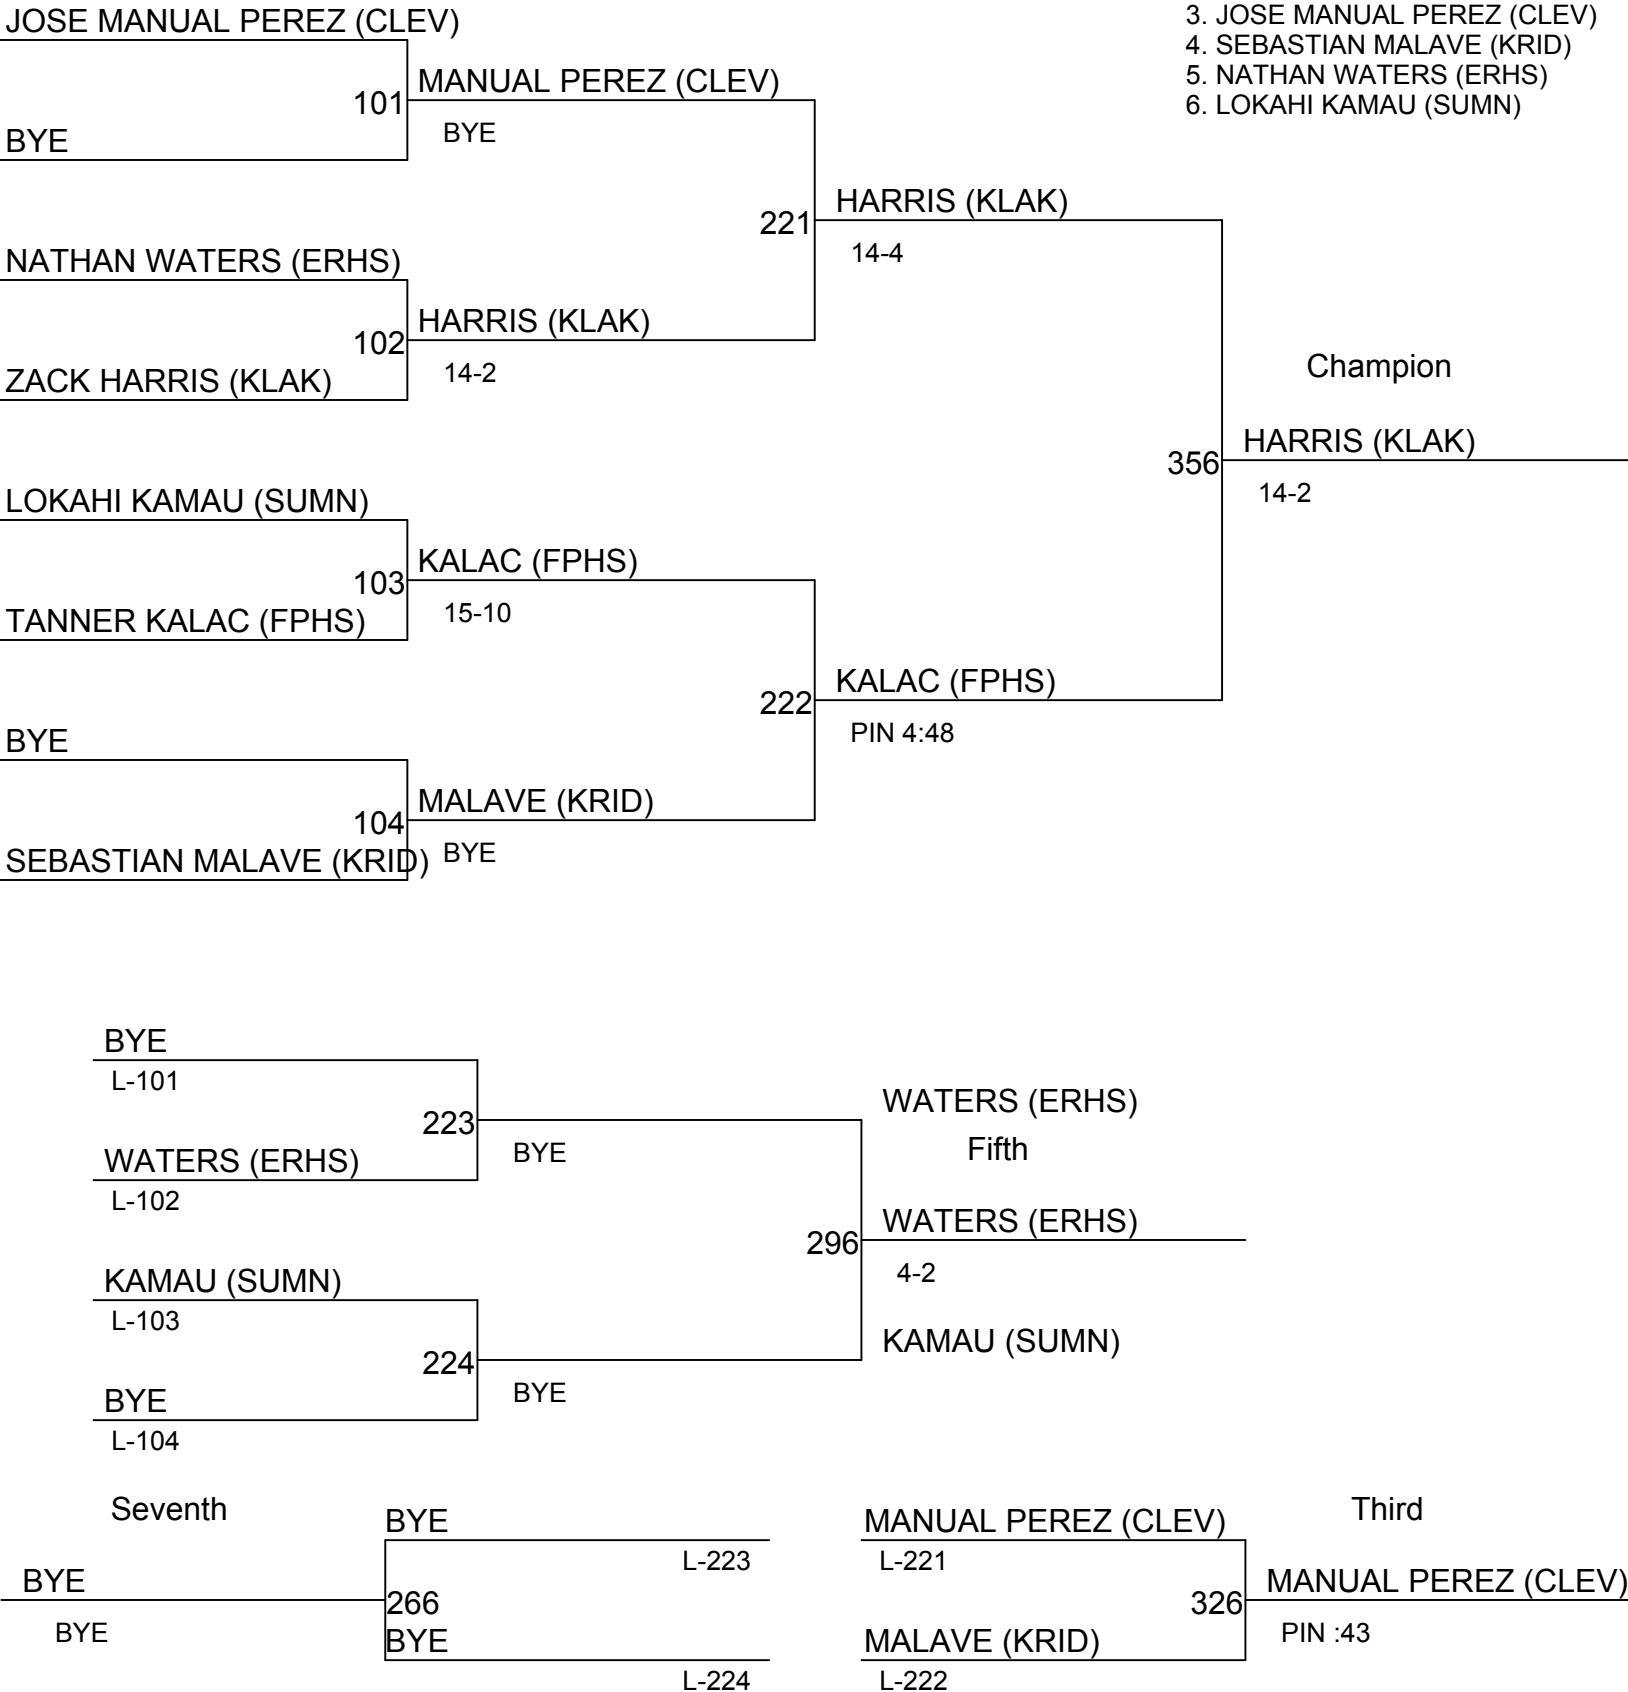 JOSE MANUAL PEREZ (CLEV)
3. JOSE MANUAL PEREZ (CLEV)
4. SEBASTIAN MALAVE (KRID)
5. NATHAN WATERS (ERHS)
6. LOKAHI KAMAU (SUMN)
MANUAL PEREZ (CLEV)
101
BYE
BYE
HARRIS (KLAK)
221
14-4
NATHAN WATERS (ERHS)
HARRIS (KLAK)
102
14-2
ZACK HARRIS (KLAK)
Champion
HARRIS (KLAK)
356
14-2
LOKAHI KAMAU (SUMN)
KALAC (FPHS)
103
15-10
TANNER KALAC (FPHS)
KALAC (FPHS)
222
PIN 4:48
BYE
MALAVE (KRID)
104
BYE
SEBASTIAN MALAVE (KRID)
BYE
L-101
WATERS (ERHS)
223
Fifth
BYE
WATERS (ERHS)
L-102
WATERS (ERHS)
296
4-2
KAMAU (SUMN)
L-103
KAMAU (SUMN)
224
BYE
BYE
L-104
Seventh
BYE
L-223
MANUAL PEREZ (CLEV)
L-221
Third
BYE
266
BYE
326
MANUAL PEREZ (CLEV)
PIN :43
BYE
L-224
MALAVE (KRID)
L-222